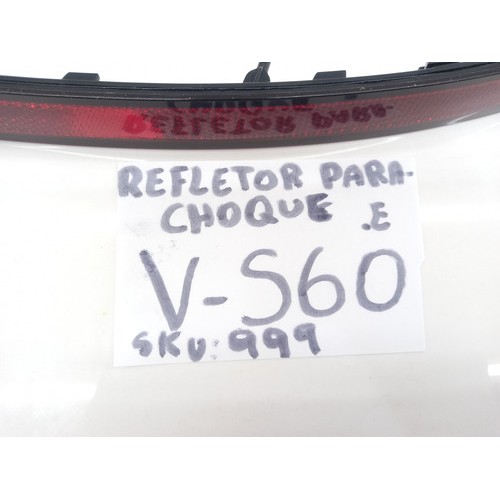 REFLETOR PARA-
CHOQUE .E
V-S60
SKU:999